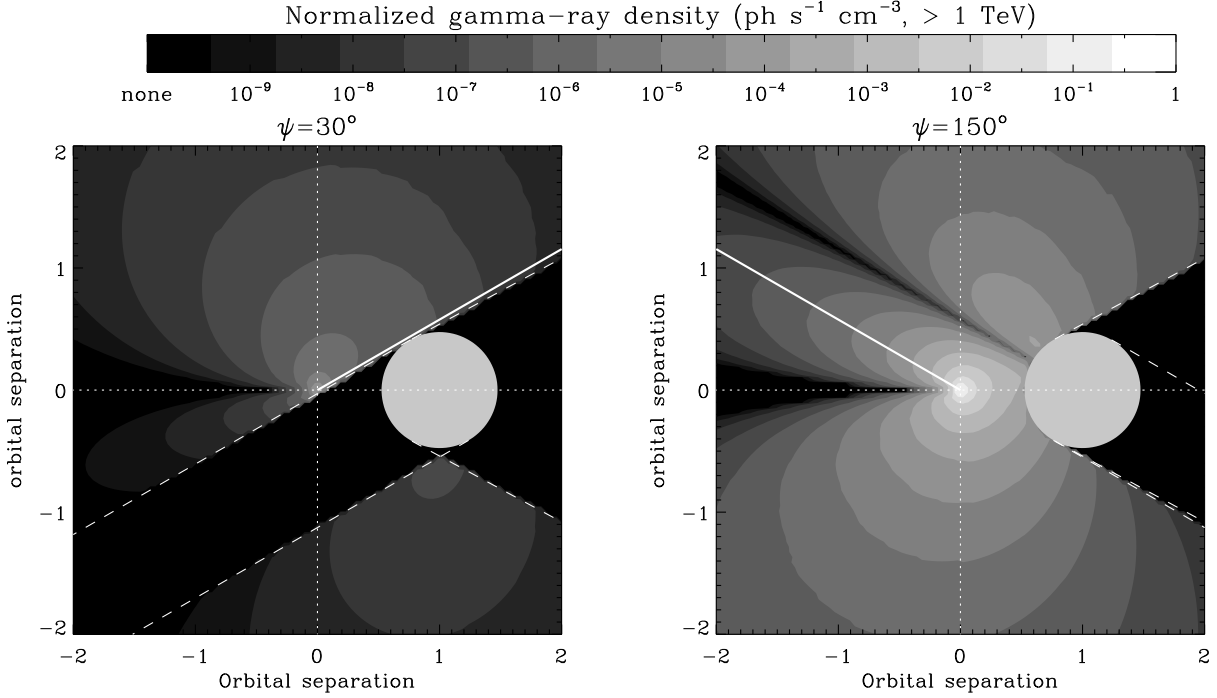 Normalized gamma−ray density (ph s⁻¹ cm⁻³, > 1 TeV)
none 10⁻⁹ 10⁻⁸ 10⁻⁷ 10⁻⁶ 10⁻⁵ 10⁻⁴ 10⁻³ 10⁻² 10⁻¹ 1
ψ=30°
2
1
0
−1
−2
orbital separation
−2 −1 0 1 2
Orbital separation
ψ=150°
2
1
0
−1
−2
orbital separation
−2 −1 0 1 2
Orbital separation